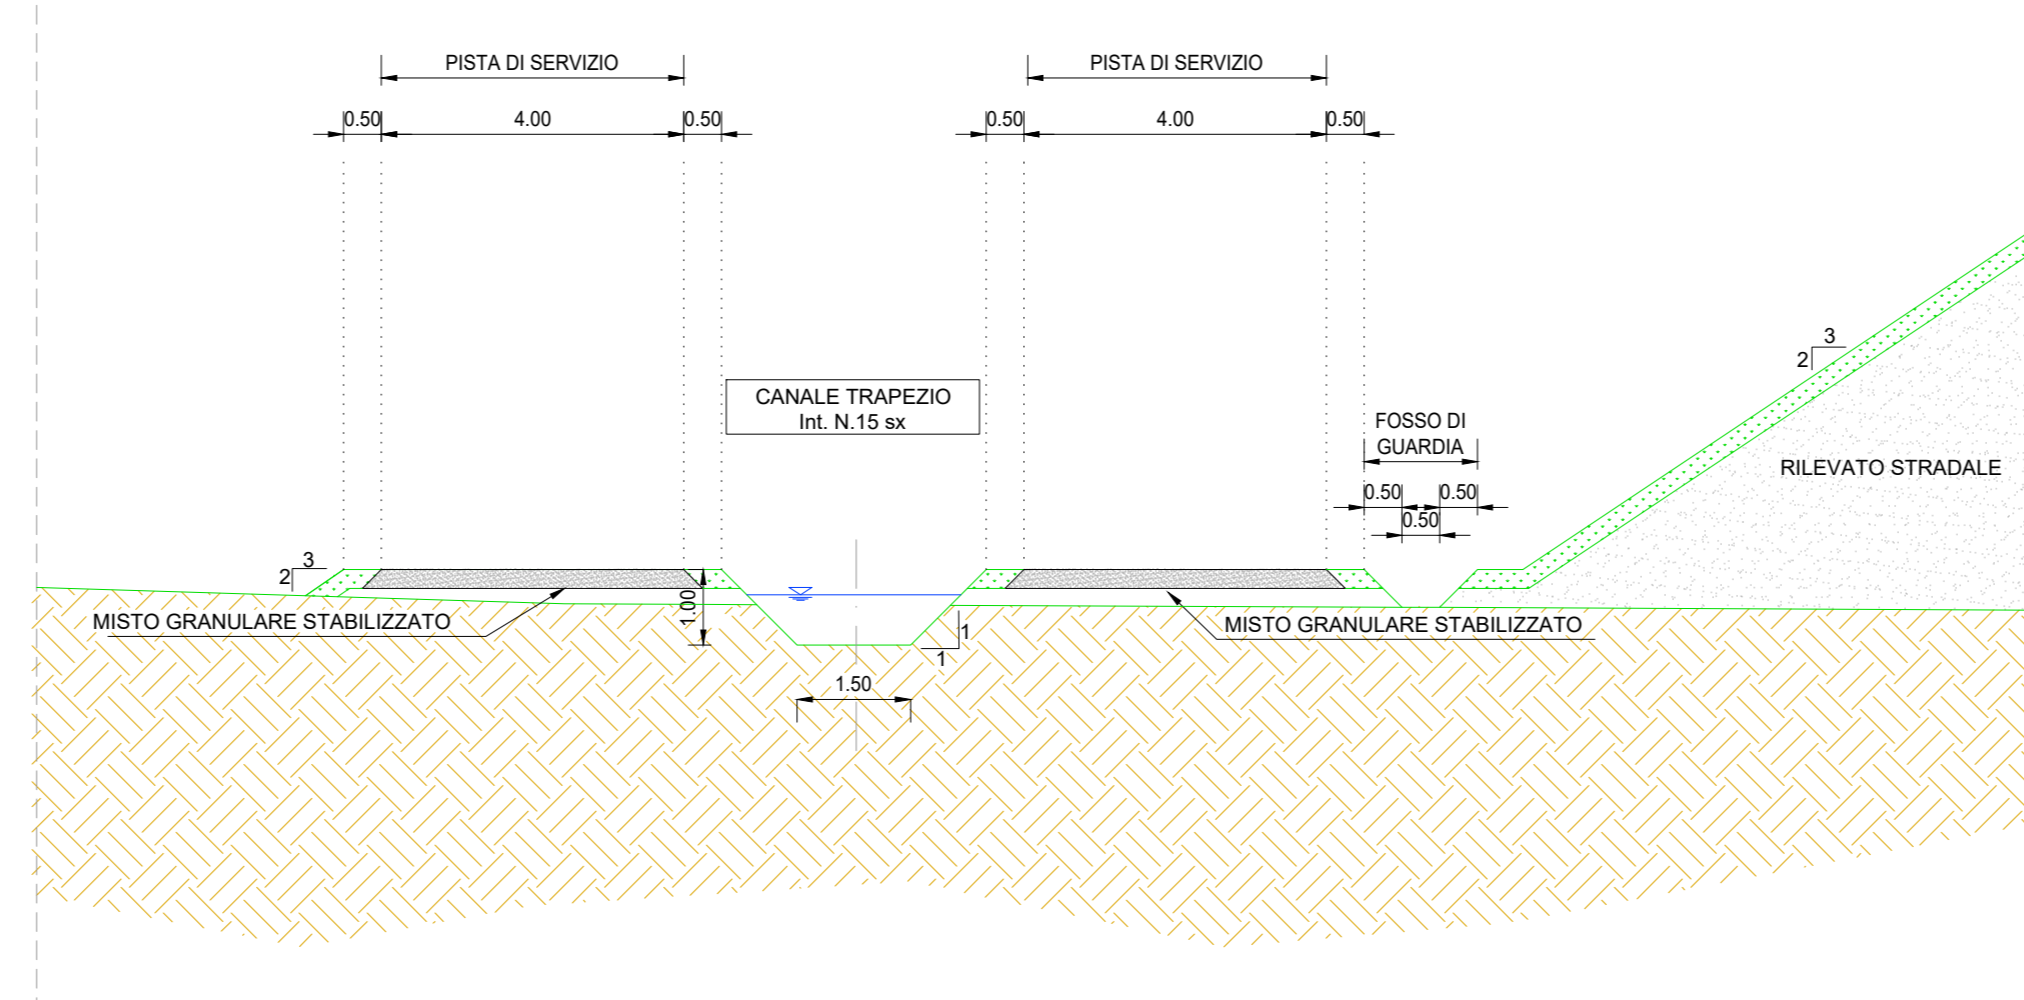 PISTA DI SERVIZIO
PISTA DI SERVIZIO
0.50 4.00 0.50
0.50 4.00 0.50
CANALE TRAPEZIO
Int. N.15 sx
FOSSO DI
GUARDIA
0.50 0.50
0.50
3
2
RILEVATO STRADALE
3
2
1.00
MISTO GRANULARE STABILIZZATO
1
1
MISTO GRANULARE STABILIZZATO
1.50